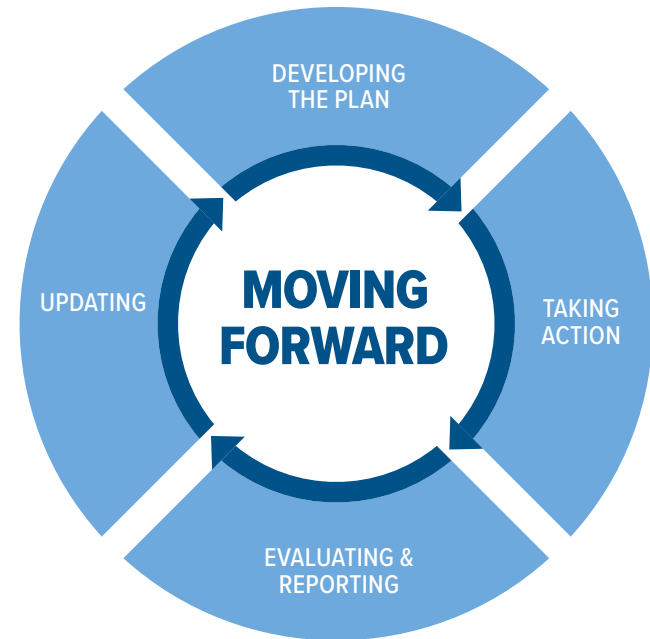 DEVELOPING
THE PLAN
UPDATING
MOVING
FORWARD
TAKING
ACTION
EVALUATING &
REPORTING